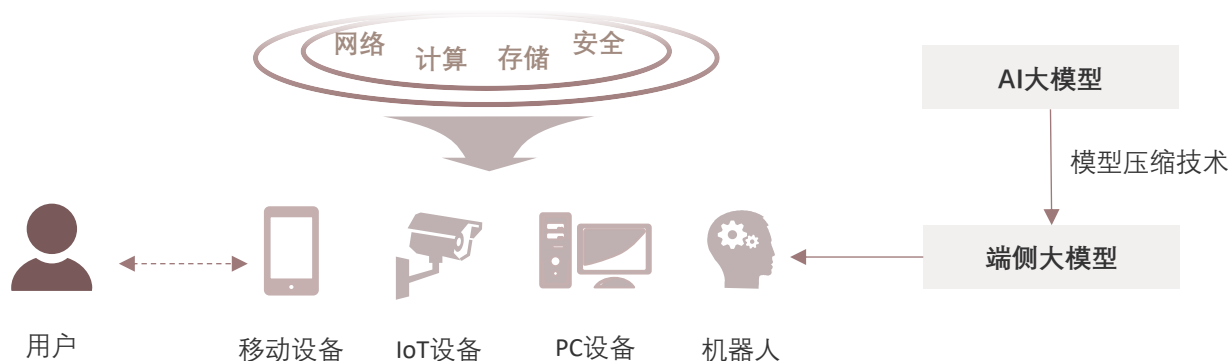 网络
计算
存储
安全
AI大模型
模型压缩技术
端侧大模型
用户
移动设备
IoT设备
PC设备
机器人